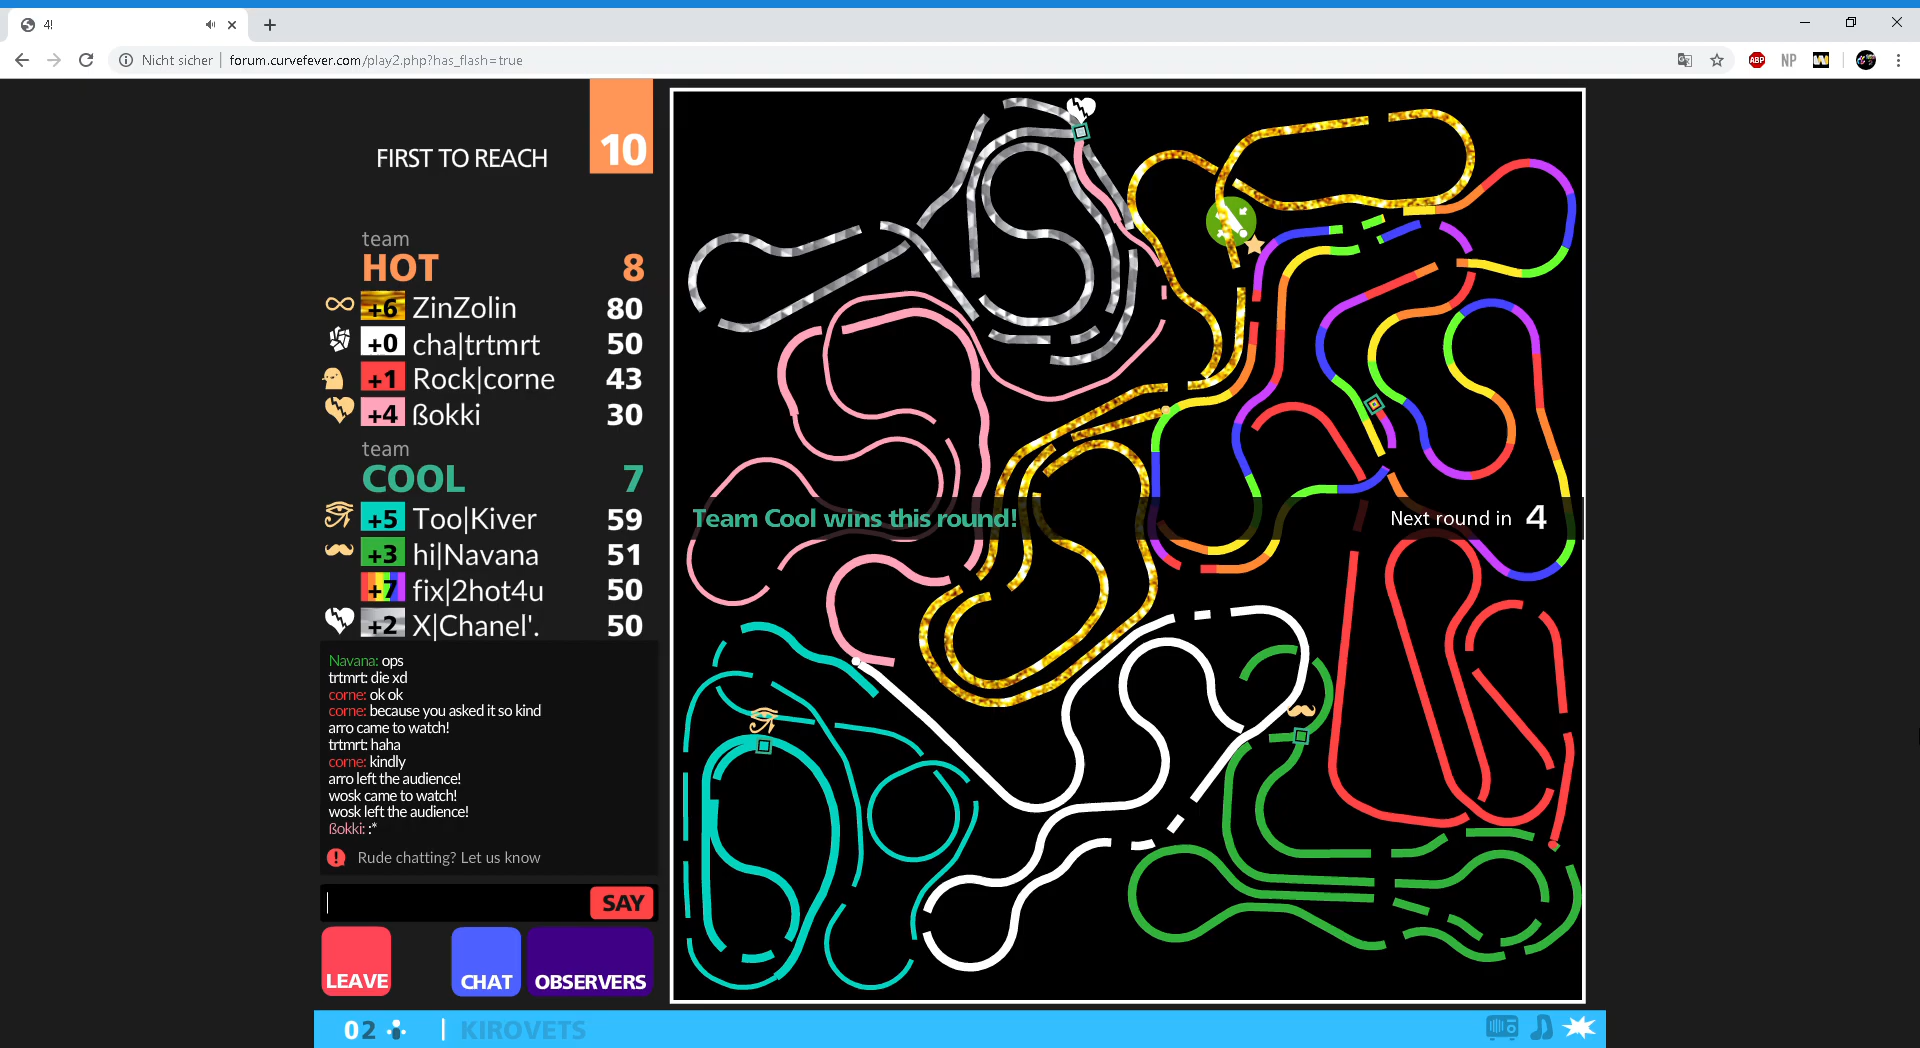 4!
Nicht sicher
forum.curvefever.com/play2.php?has_flash=true
ABP
NP
W
FIRST TO REACH
10
team
HOT 8
+6 ZinZolin 80
+0 cha|trtmrt 50
+1 Rock|corne 43
+4 ßokki 30
team
COOL 7
+5 Too|Kiver 59
+3 hi|Navana 51
+7 fix|2hot4u 50
+2 X|Chanel'. 50
Navana: ops
trtmrt: die xd
corne: ok ok
corne: because you asked it so kind
arro came to watch!
trtmrt: haha
corne: kindly
arro left the audience!
wosk came to watch!
wosk left the audience!
ßokki: :*
Rude chatting? Let us know
SAY
LEAVE
CHAT
OBSERVERS
Team Cool wins this round!
Next round in 4
02
KIROVETS